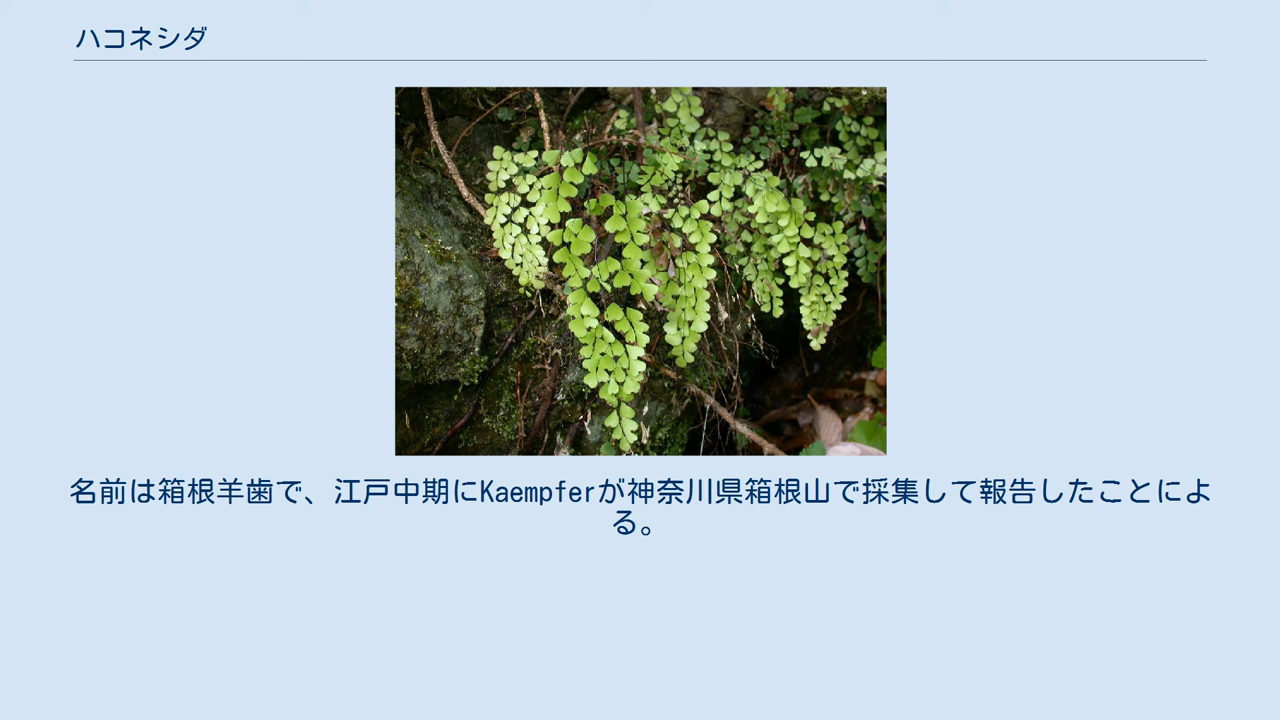 ハコネシダ
名前は箱根羊歯で、江戸中期にKaempferが神奈川県箱根山で採集して報告したことによ
る。